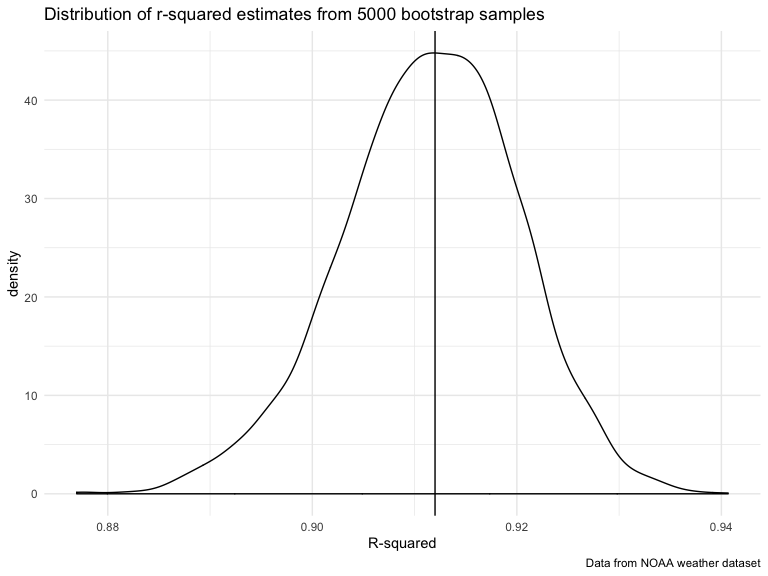 Distribution of r-squared estimates from 5000 bootstrap samples
density
40
30
20
10
0
0.88
0.90
0.92
0.94
R-squared
Data from NOAA weather dataset